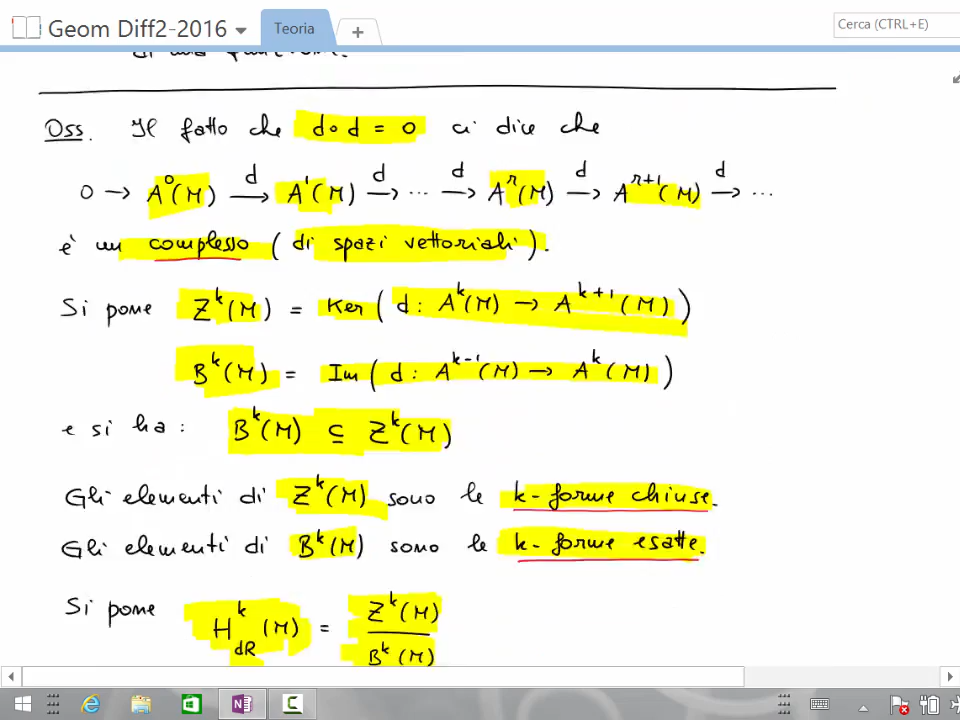 Geom Diff2-2016
Teoria
Cerca (CTRL+E)
di una funzione.
Oss. Il fatto che d∘d = 0 ci dice che
0 → A⁰(M) →ᵈ A¹(M) →ᵈ ... →ᵈ Aʳ(M) →ᵈ Aʳ⁺¹(M) →ᵈ ...
è un complesso (di spazi vettoriali).
Si pone Zᵏ(M) = Ker (d: Aᵏ(M) → Aᵏ⁺¹(M))
Bᵏ(M) = Im (d: Aᵏ⁻¹(M) → Aᵏ(M))
e si ha: Bᵏ(M) ⊆ Zᵏ(M)
Gli elementi di Zᵏ(M) sono le k-forme chiuse.
Gli elementi di Bᵏ(M) sono le k-forme esatte.
Si pone Hᵏ_dR (M) = Zᵏ(M) / Bᵏ(M)